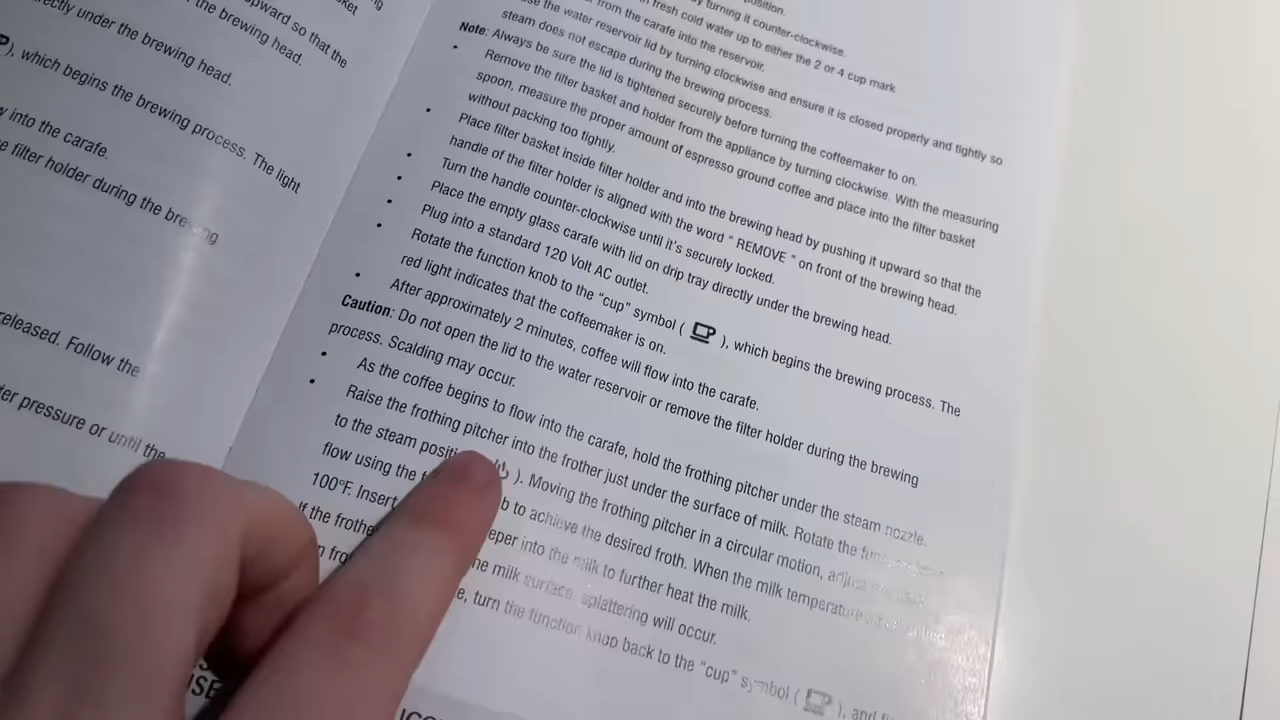 pward so that the
the brewing head.
rectly under the brewing head.
), which begins the brewing process. The light
into the carafe.
e filter holder during the
released. Follow the
der pressure or until the
position.
y turning it counter-clockwise.
fresh cold water up to either the 2 or 4 cup mark
from the carafe into the reservoir.
the water reservoir lid by turning clockwise and ensure it is closed properly and tightly so
steam does not escape during the brewing process.
Note: Always be sure the lid is tightened securely before turning the coffeemaker to on.
• Remove the filter basket and holder from the appliance by turning clockwise. With the measuring
spoon, measure the proper amount of espresso ground coffee and place into the filter basket
without packing too tightly.
• Place filter basket inside filter holder and into the brewing head by pushing it upward so that the
handle of the filter holder is aligned with the word " REMOVE " on front of the brewing head.
• Turn the handle counter-clockwise until it's securely locked.
• Place the empty glass carafe with lid on drip tray directly under the brewing head.
• Plug into a standard 120 Volt AC outlet.
• Rotate the function knob to the "cup" symbol ( ), which begins the brewing process. The
red light indicates that the coffeemaker is on.
• After approximately 2 minutes, coffee will flow into the carafe.
Caution: Do not open the lid to the water reservoir or remove the filter holder during the brewing
process. Scalding may occur.
• As the coffee begins to flow into the carafe, hold the frothing pitcher under the steam nozzle.
• Raise the frothing pitcher into the frother just under the surface of milk. Rotate the
to the steam ). Moving the frothing pitcher in a circular motion,
flow using the b to achieve the desired froth. When the milk temperature
100°F. Insert eper into the milk to further heat the milk.
If the frothe he milk surface, splattering will occur.
e, turn the function knob back to the "cup" symbol ( ), and